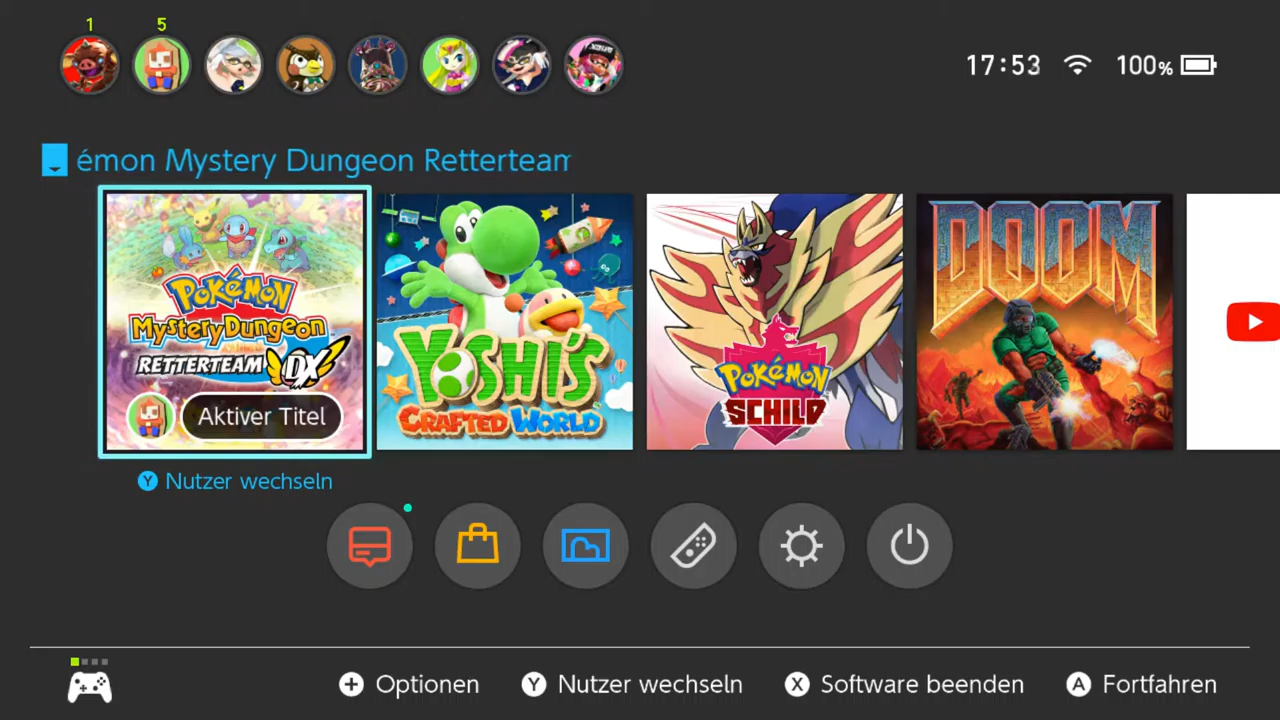 1 5
17:53 100%
émon Mystery Dungeon Retterteam
POKÉMON
Mystery Dungeon
RETTERTEAM DX
Aktiver Titel
YOSHI'S
CRAFTED WORLD
POKÉMON
SCHILD
DOOM
Y Nutzer wechseln
+ Optionen Y Nutzer wechseln X Software beenden A Fortfahren